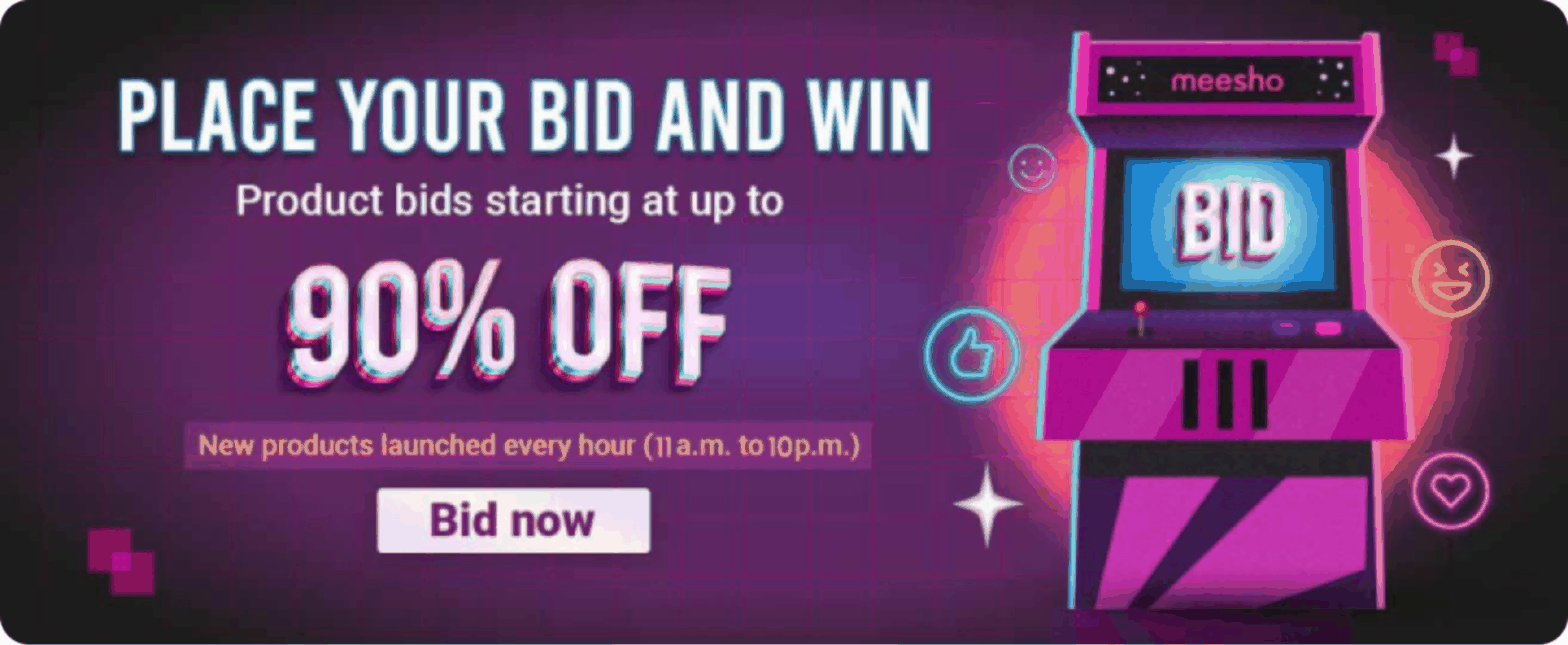 PLACE YOUR BID AND WIN
Product bids starting at up to
90% OFF
New products launched every hour (11 a.m. to 10 p.m.)
Bid now
meesho
BID